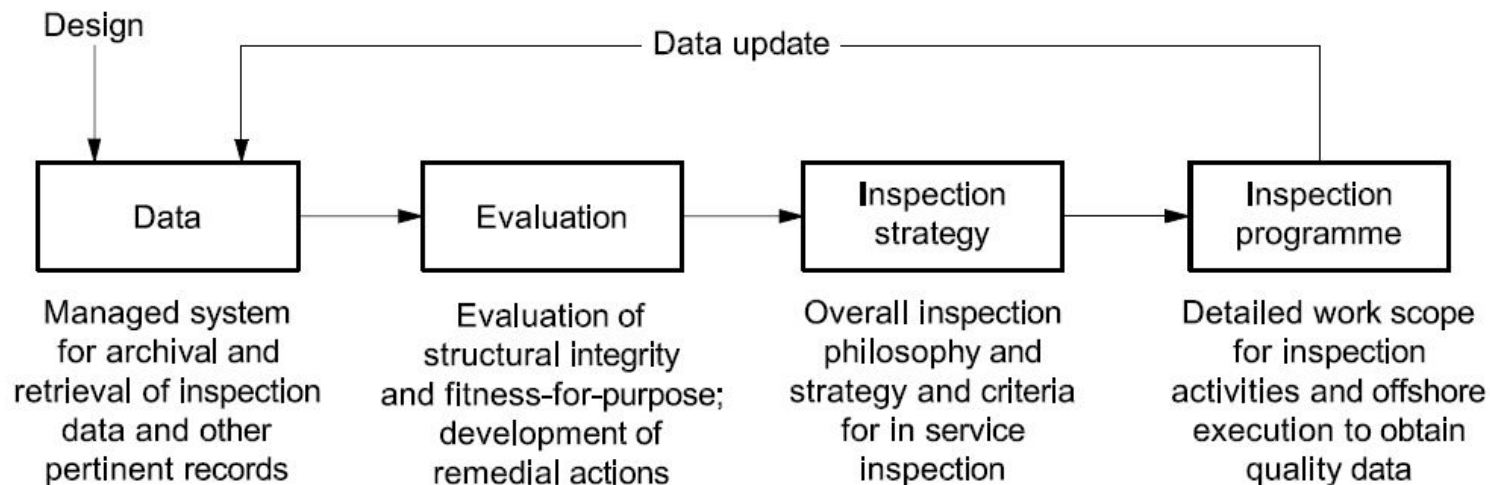 Design
Data update
Data
Evaluation
Inspection
strategy
Inspection
programme
Managed system
for archival and
retrieval of inspection
data and other
pertinent records
Evaluation of
structural integrity
and fitness-for-purpose;
development of
remedial actions
Overall inspection
philosophy and
strategy and criteria
for in service
inspection
Detailed work scope
for inspection
activities and offshore
execution to obtain
quality data